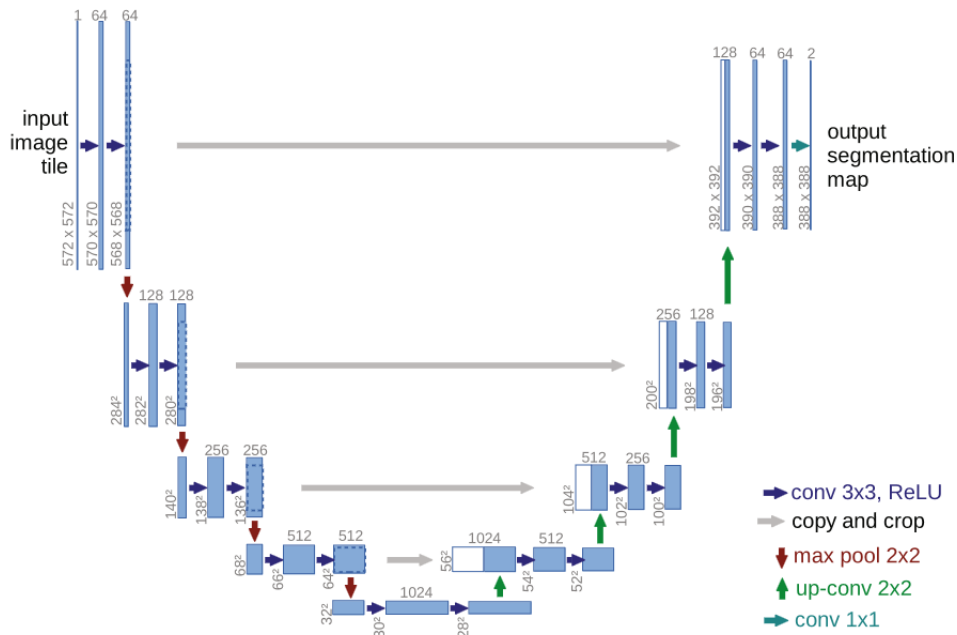 1 64 64
input
image
tile
572 x 572
570 x 570
568 x 568
128 64 64 2
output
segmentation
map
392 x 392
390 x 390
388 x 388
388 x 388
128 128
284²
282²
280²
256 128
200²
198²
196²
256 256
140²
138²
136²
512 256
104²
102²
100²
512 512
68²
66²
64²
1024 512
56²
54²
52²
1024
32²
30²
28²
conv 3x3, ReLU
copy and crop
max pool 2x2
up-conv 2x2
conv 1x1